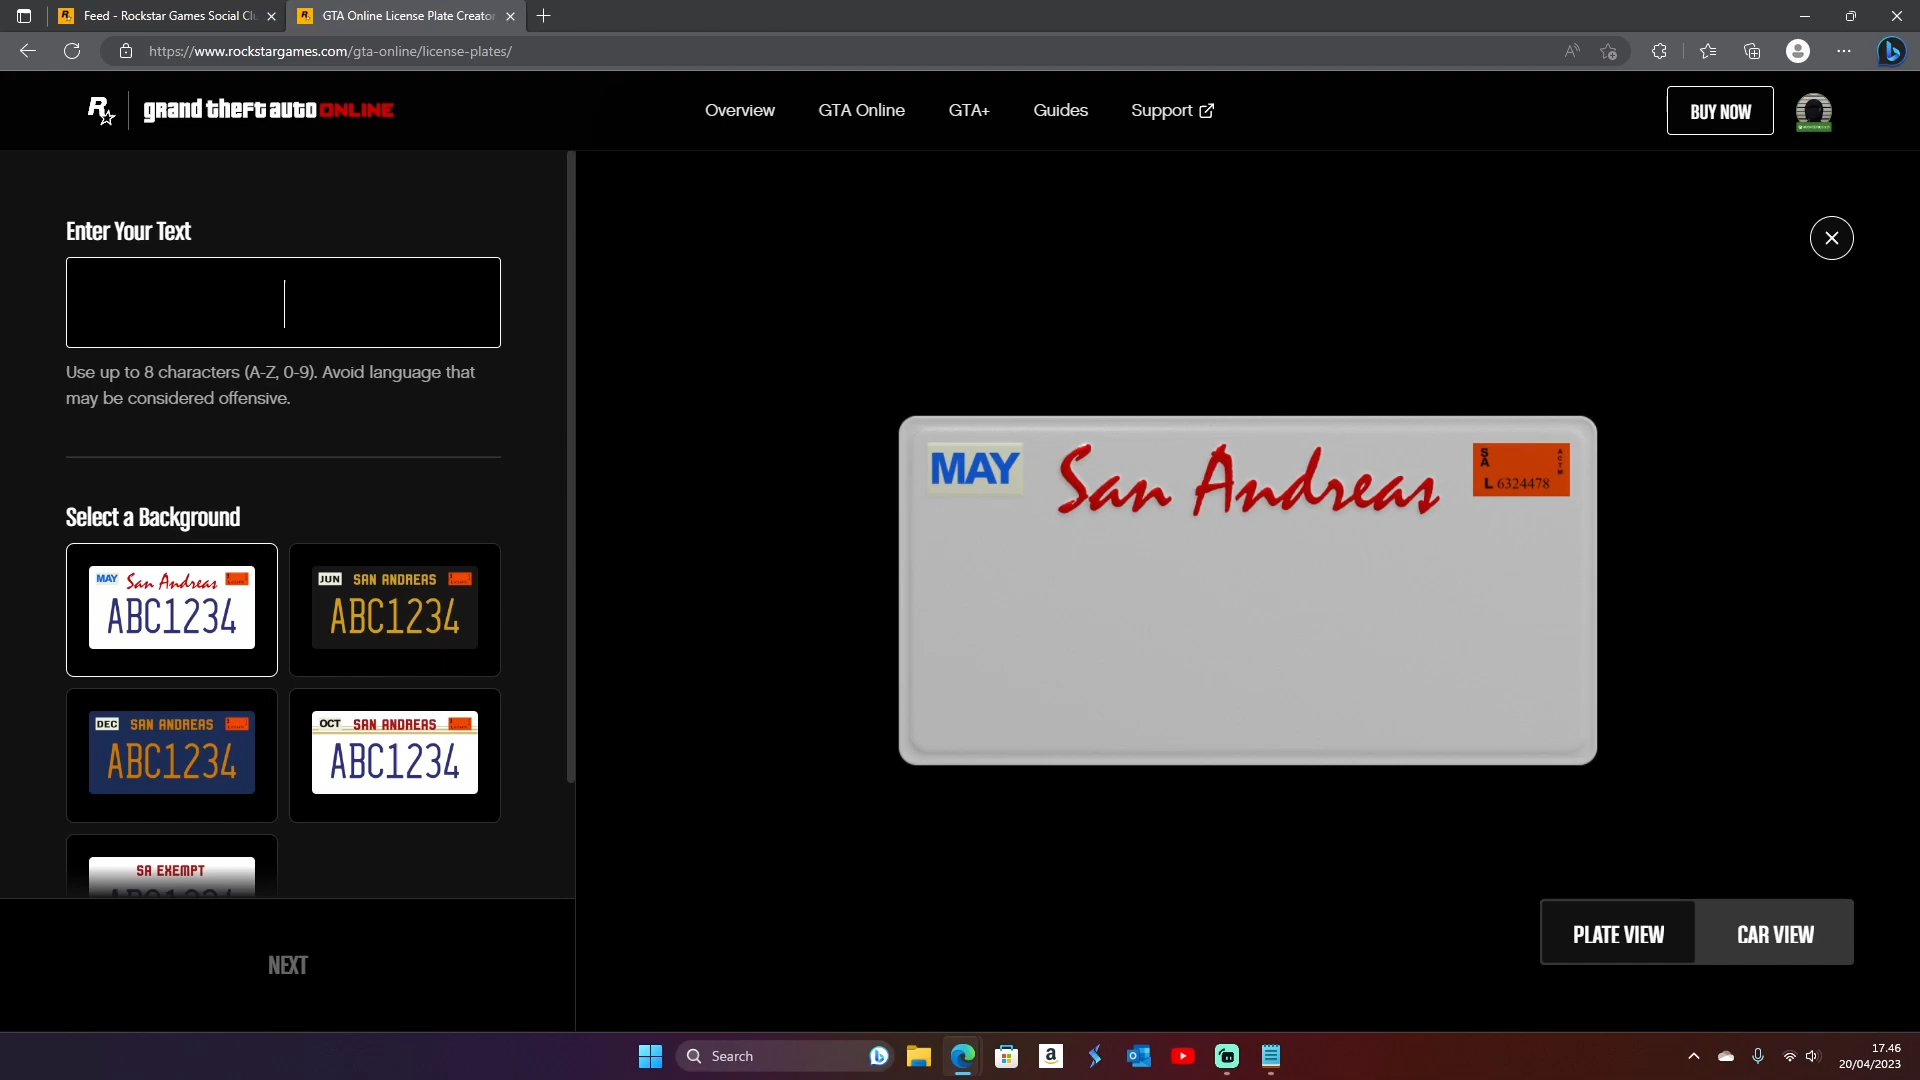 Feed - Rockstar Games Social Clu
GTA Online License Plate Creator
https://www.rockstargames.com/gta-online/license-plates/
grand theft auto ONLINE
Overview
GTA Online
GTA+
Guides
Support
BUY NOW
Enter Your Text
Use up to 8 characters (A-Z, 0-9). Avoid language that
may be considered offensive.
MAY
San Andreas
SA
ACTM
L 6324478
Select a Background
MAY San Andreas
ABC1234
JUN SAN ANDREAS
ABC1234
DEC SAN ANDREAS
ABC1234
OCT SAN ANDREAS
ABC1234
SA EXEMPT
ABC1234
PLATE VIEW
CAR VIEW
NEXT
Search
17.46
20/04/2023